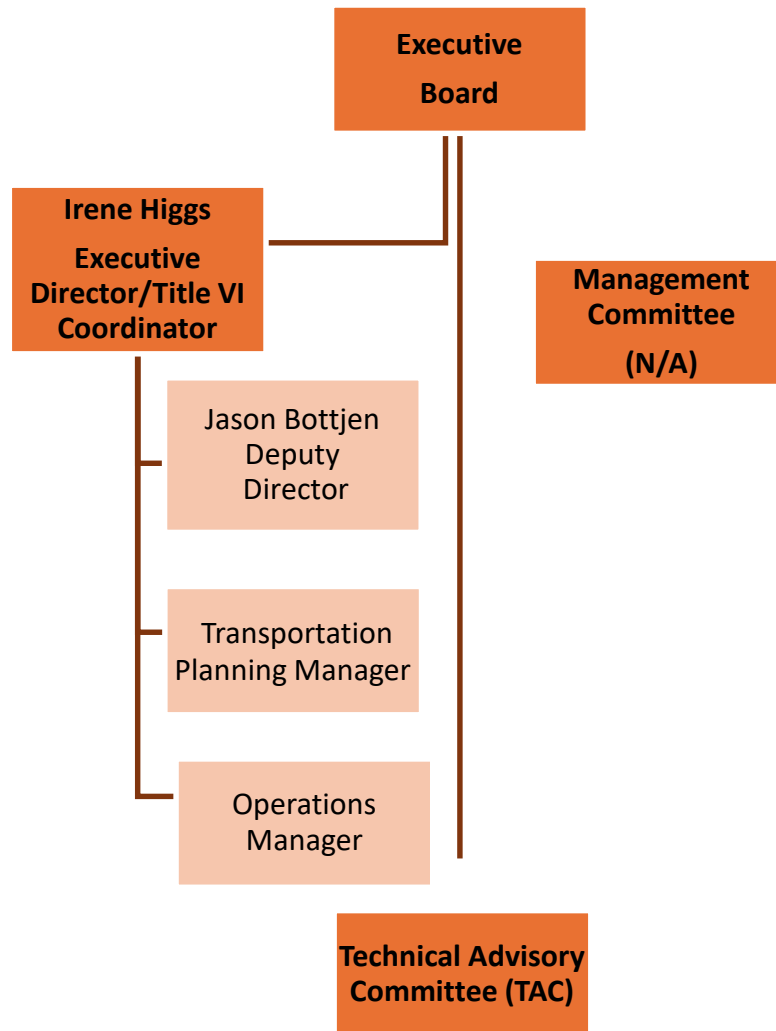 Executive
Board
Irene Higgs
Executive
Director/Title VI
Coordinator
Management
Committee
(N/A)
Jason Bottjen
Deputy
Director
Transportation
Planning Manager
Operations
Manager
Technical Advisory
Committee (TAC)